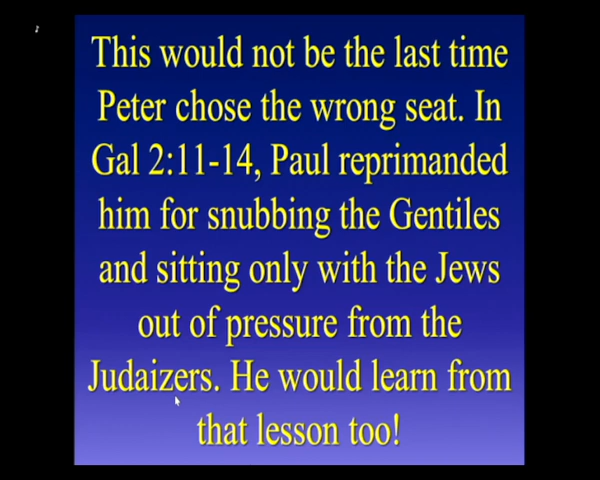 This would not be the last time
Peter chose the wrong seat. In
Gal 2:11-14, Paul reprimanded
him for snubbing the Gentiles
and sitting only with the Jews
out of pressure from the
Judaizers. He would learn from
that lesson too!